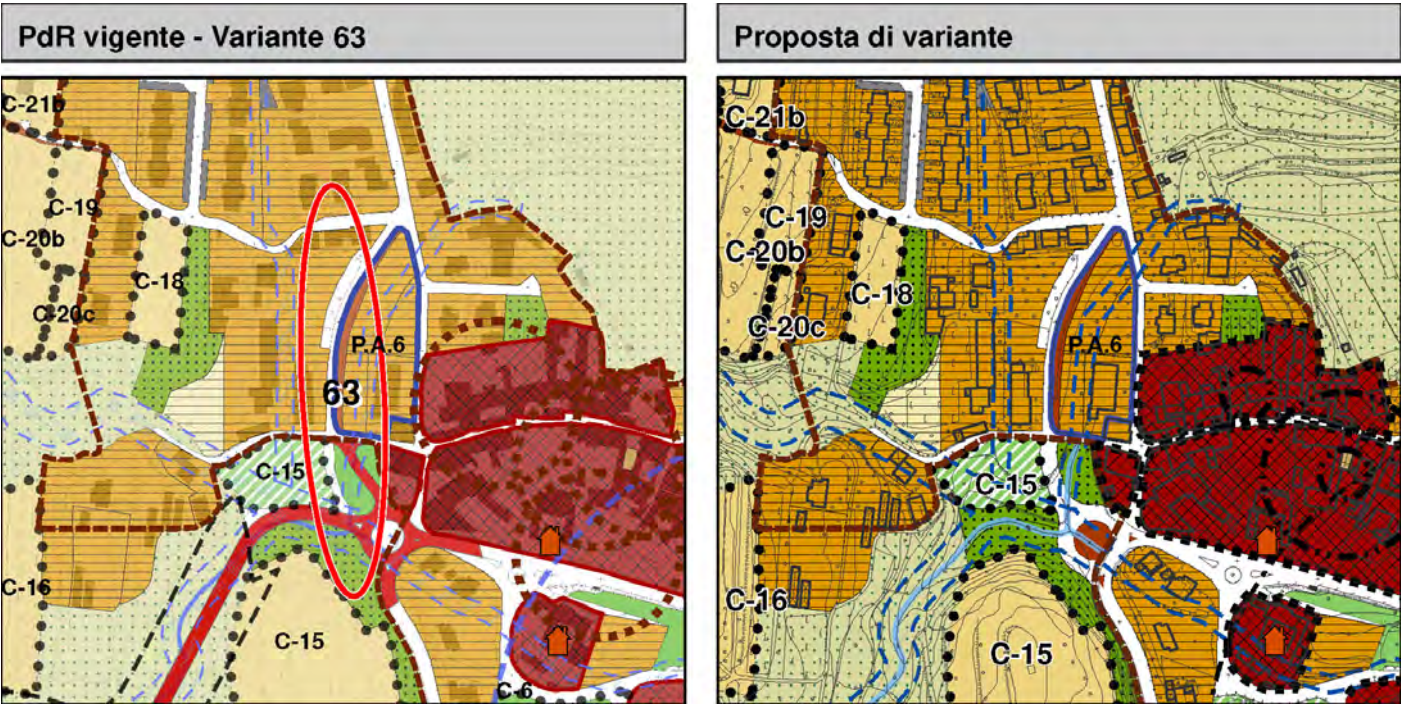 PdR vigente - Variante 63
C-21b
C-19
C-20b
C-18
C-20c
P.A.6
63
C-15
C-16
C-15
C-6
Proposta di variante
C-21b
C-19
C-20b
C-18
C-20c
P.A.6
C-15
C-16
C-15